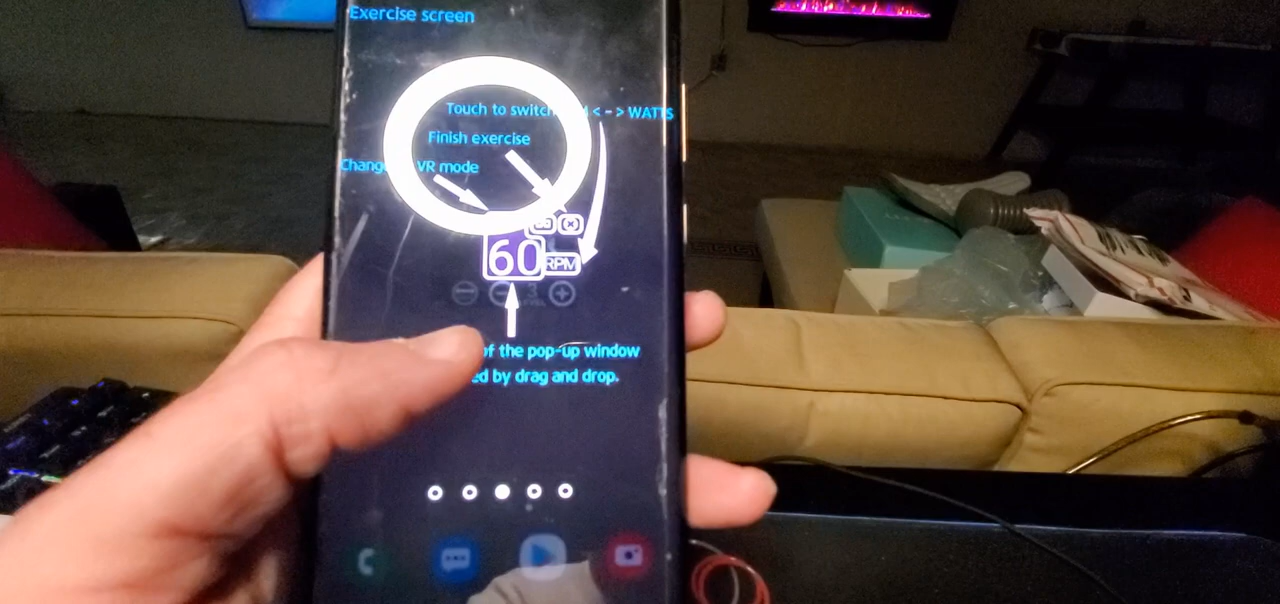 Exercise screen
Touch to switch < - > WATTS
Finish exercise
VR mode
60 RPM
3
of the pop-up window
by drag and drop.